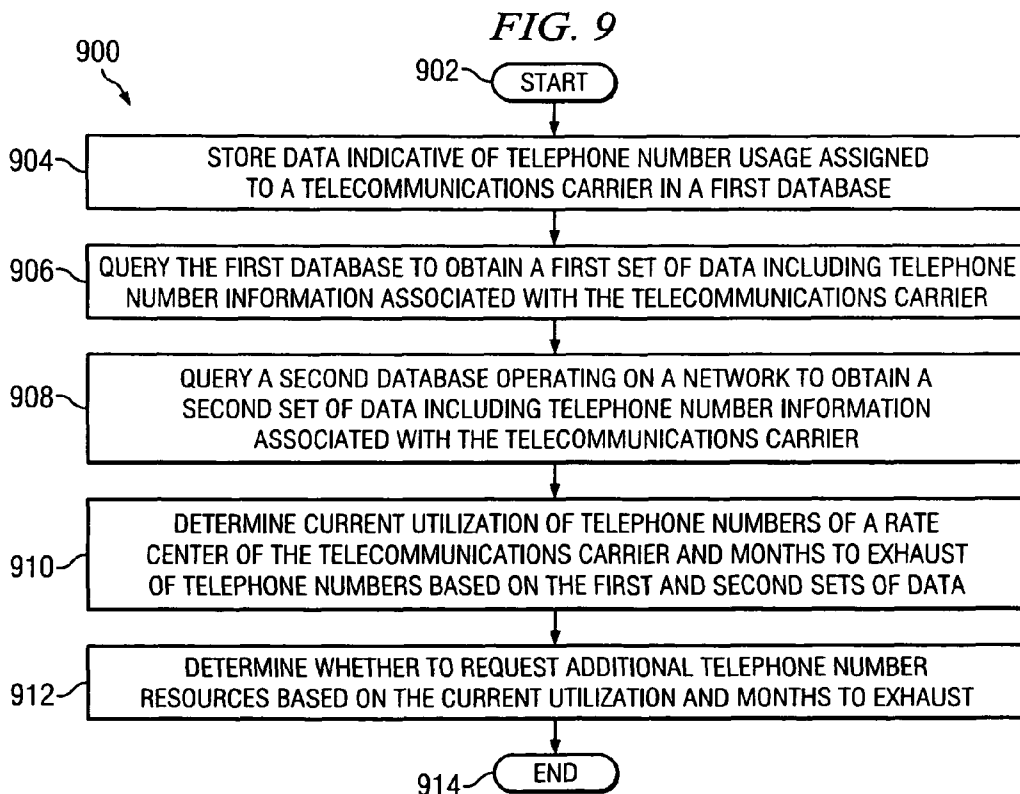 FIG. 9
900
902
START
904
STORE DATA INDICATIVE OF TELEPHONE NUMBER USAGE ASSIGNED
TO A TELECOMMUNICATIONS CARRIER IN A FIRST DATABASE
906
QUERY THE FIRST DATABASE TO OBTAIN A FIRST SET OF DATA INCLUDING TELEPHONE
NUMBER INFORMATION ASSOCIATED WITH THE TELECOMMUNICATIONS CARRIER
908
QUERY A SECOND DATABASE OPERATING ON A NETWORK TO OBTAIN A
SECOND SET OF DATA INCLUDING TELEPHONE NUMBER INFORMATION
ASSOCIATED WITH THE TELECOMMUNICATIONS CARRIER
910
DETERMINE CURRENT UTILIZATION OF TELEPHONE NUMBERS OF A RATE
CENTER OF THE TELECOMMUNICATIONS CARRIER AND MONTHS TO EXHAUST
OF TELEPHONE NUMBERS BASED ON THE FIRST AND SECOND SETS OF DATA
912
DETERMINE WHETHER TO REQUEST ADDITIONAL TELEPHONE NUMBER
RESOURCES BASED ON THE CURRENT UTILIZATION AND MONTHS TO EXHAUST
914
END